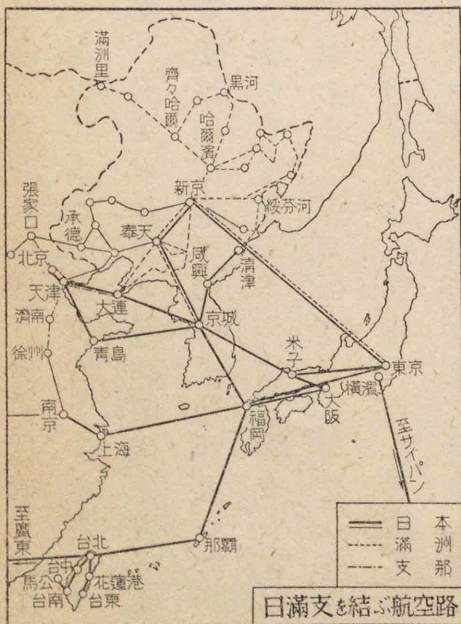 滿洲里
齊々哈爾
黒河
哈爾濱
張家口
承德
新京
綏芬河
奉天
咸興
清津
北京
天津
大連
京城
濟南
青島
米子
東京
徐州
橫濱
大阪
南京
福岡
上海
至サイパン
至廣東
台北
那覇
台中
馬公
花蓮港
台南
台東
日本
滿洲
支那
日滿支を結ぶ航空路